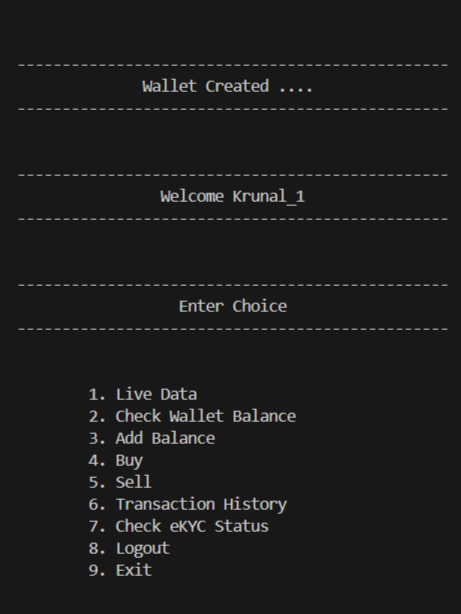 ------------------------------------------------
Wallet Created ....
------------------------------------------------
------------------------------------------------
Welcome Krunal_1
------------------------------------------------
------------------------------------------------
Enter Choice
------------------------------------------------
1. Live Data
2. Check Wallet Balance
3. Add Balance
4. Buy
5. Sell
6. Transaction History
7. Check eKYC Status
8. Logout
9. Exit